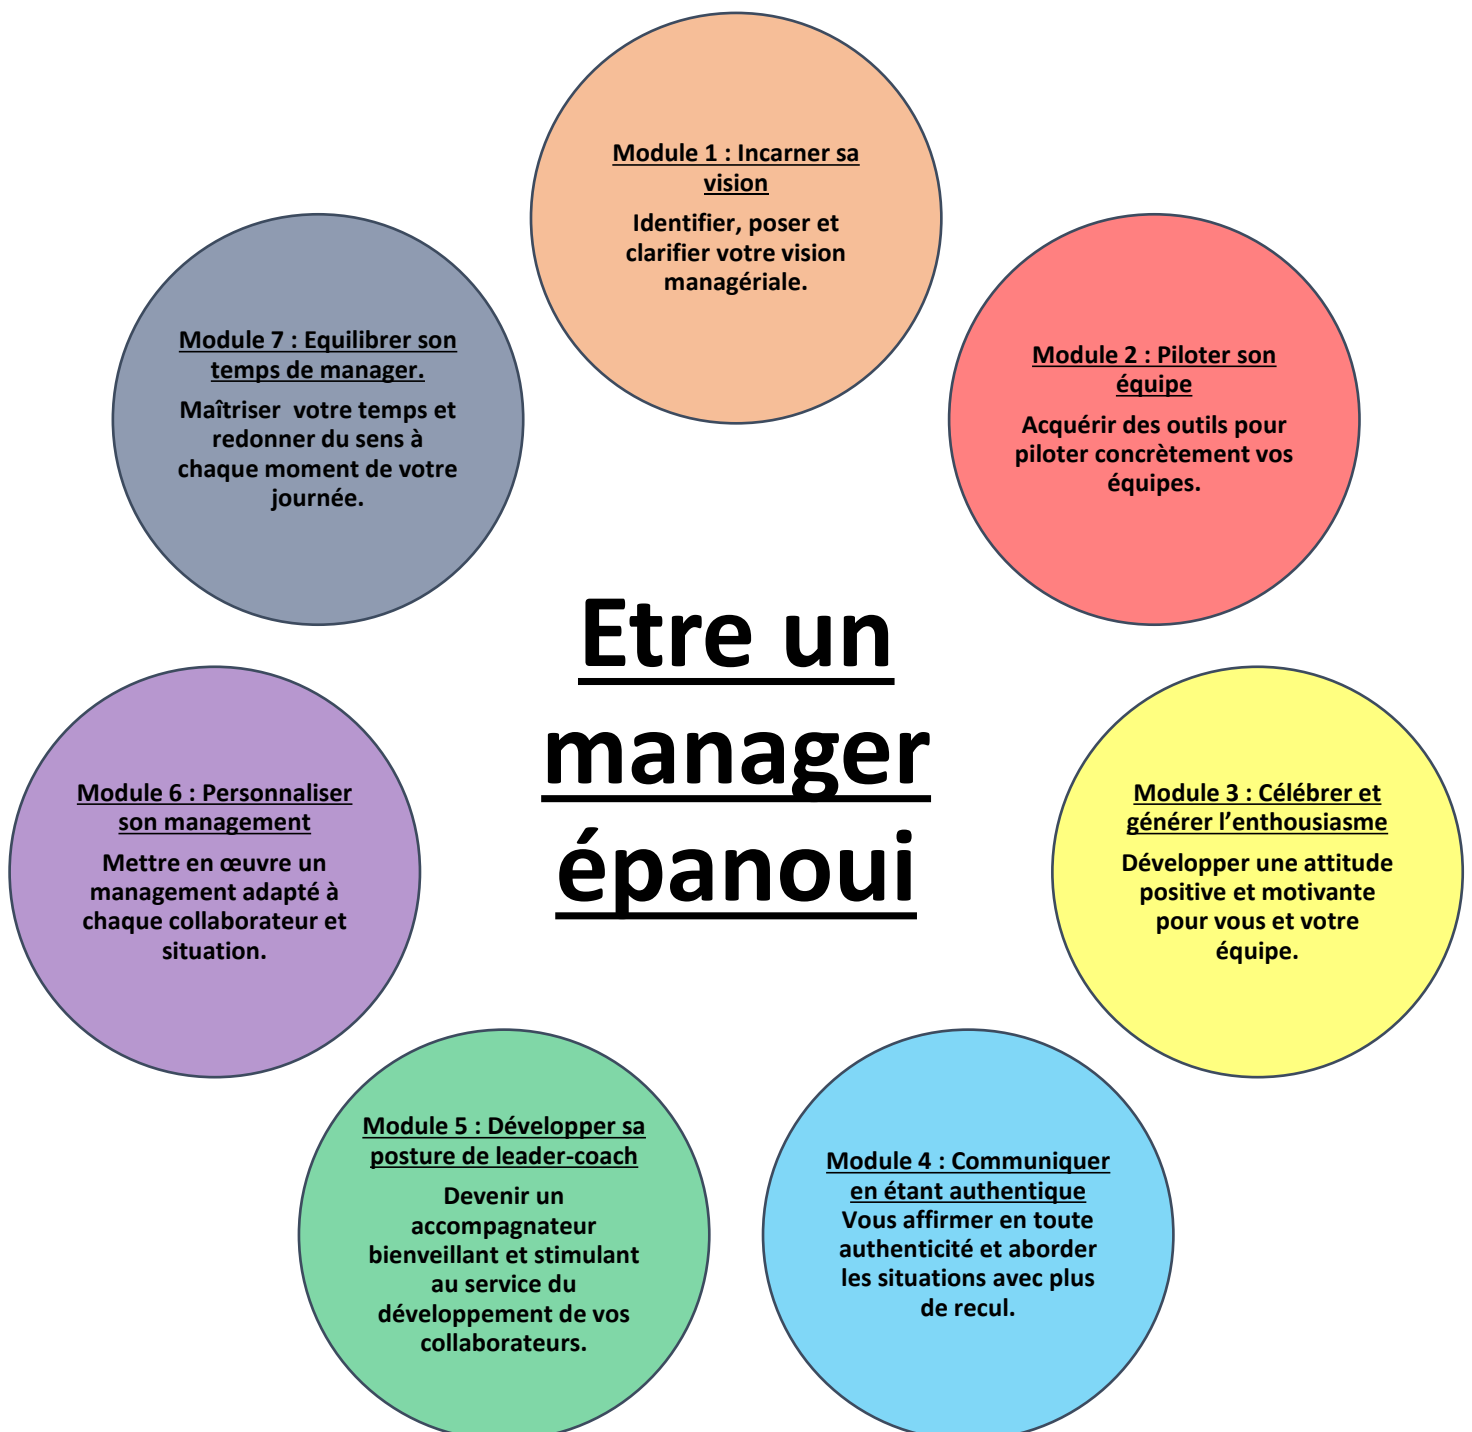 Module 1 : Incarner sa
vision
Identifier, poser et
clarifier votre vision
managériale.
Module 2 : Piloter son
équipe
Acquérir des outils pour
piloter concrètement vos
équipes.
Module 3 : Célébrer et
générer l’enthousiasme
Développer une attitude
positive et motivante
pour vous et votre
équipe.
Module 4 : Communiquer
en étant authentique
Vous affirmer en toute
authenticité et aborder
les situations avec plus
de recul.
Module 5 : Développer sa
posture de leader-coach
Devenir un
accompagnateur
bienveillant et stimulant
au service du
développement de vos
collaborateurs.
Module 6 : Personnaliser
son management
Mettre en œuvre un
management adapté à
chaque collaborateur et
situation.
Module 7 : Equilibrer son
temps de manager.
Maîtriser  votre temps et
redonner du sens à
chaque moment de votre
journée.
Etre un
manager
épanoui